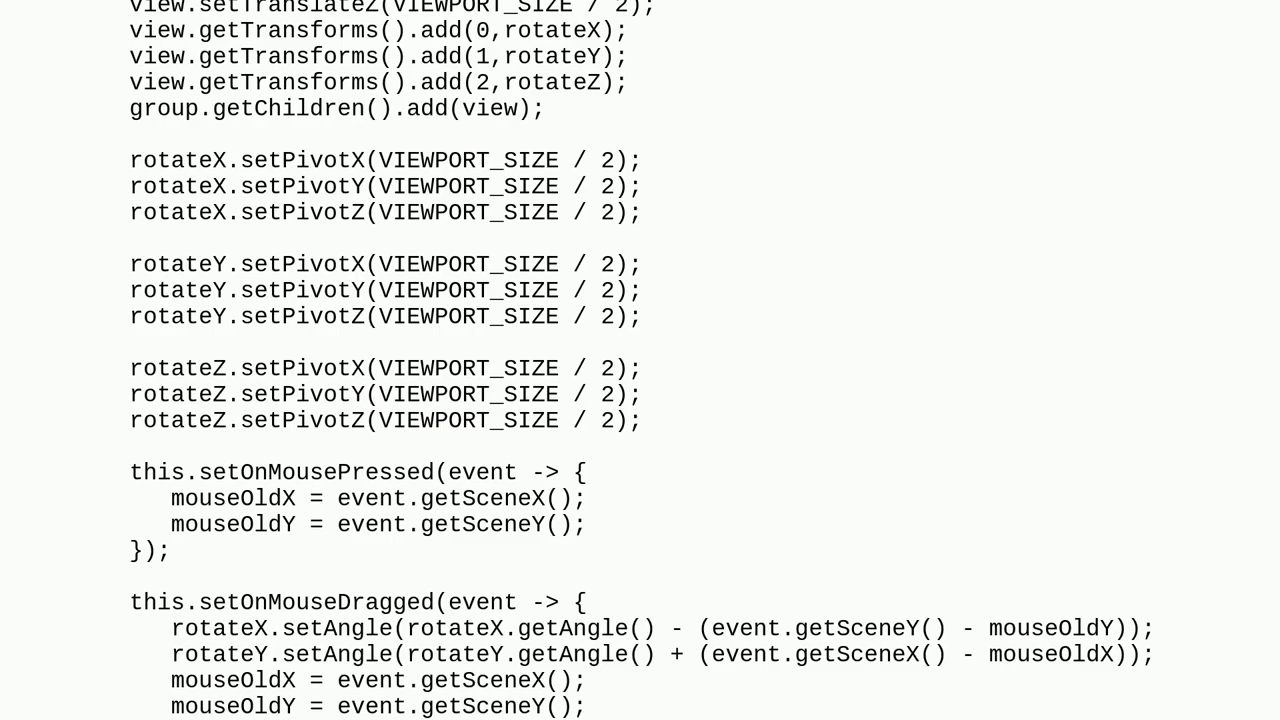 view.setTranslateZ(VIEWPORT_SIZE / 2);
view.getTransforms().add(0,rotateX);
view.getTransforms().add(1,rotateY);
view.getTransforms().add(2,rotateZ);
group.getChildren().add(view);

rotateX.setPivotX(VIEWPORT_SIZE / 2);
rotateX.setPivotY(VIEWPORT_SIZE / 2);
rotateX.setPivotZ(VIEWPORT_SIZE / 2);

rotateY.setPivotX(VIEWPORT_SIZE / 2);
rotateY.setPivotY(VIEWPORT_SIZE / 2);
rotateY.setPivotZ(VIEWPORT_SIZE / 2);

rotateZ.setPivotX(VIEWPORT_SIZE / 2);
rotateZ.setPivotY(VIEWPORT_SIZE / 2);
rotateZ.setPivotZ(VIEWPORT_SIZE / 2);

this.setOnMousePressed(event -> {
   mouseOldX = event.getSceneX();
   mouseOldY = event.getSceneY();
});

this.setOnMouseDragged(event -> {
   rotateX.setAngle(rotateX.getAngle() - (event.getSceneY() - mouseOldY));
   rotateY.setAngle(rotateY.getAngle() + (event.getSceneX() - mouseOldX));
   mouseOldX = event.getSceneX();
   mouseOldY = event.getSceneY();